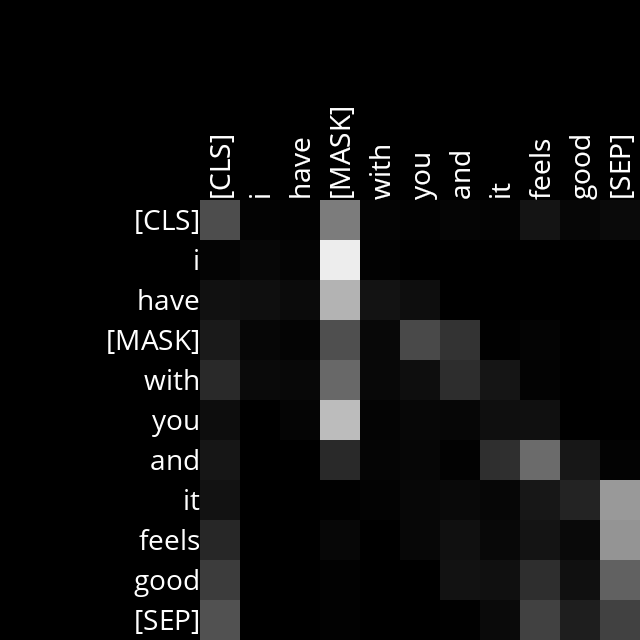 [CLS] i have [MASK] with you and it feels good [SEP]
[CLS]
i
have
[MASK]
with
you
and
it
feels
good
[SEP]